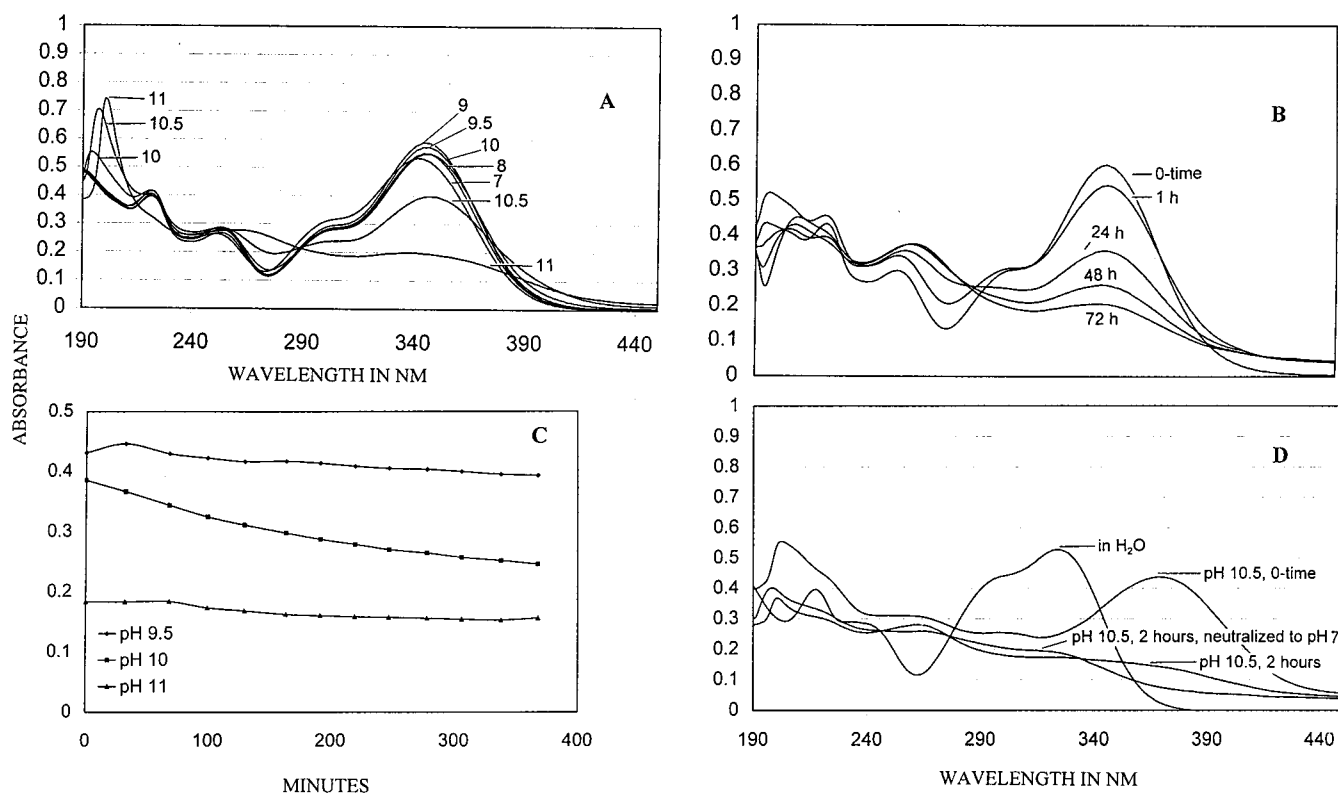 1
0.9
0.8
0.7
0.6
0.5
0.4
0.3
0.2
0.1
0
A
11
10.5
10
9
9.5
10
8
7
10.5
11
190 240 290 340 390 440
WAVELENGTH IN NM
1
0.9
0.8
0.7
0.6
0.5
0.4
0.3
0.2
0.1
0
B
0-time
1 h
24 h
48 h
72 h
ABSORBANCE
0.5
0.4
0.3
0.2
0.1
0
C
pH 9.5
pH 10
pH 11
0 100 200 300 400
MINUTES
1
0.9
0.8
0.7
0.6
0.5
0.4
0.3
0.2
0.1
0
D
in H₂O
pH 10.5, 0-time
pH 10.5, 2 hours, neutralized to pH 7
pH 10.5, 2 hours
190 240 290 340 390 440
WAVELENGTH IN NM